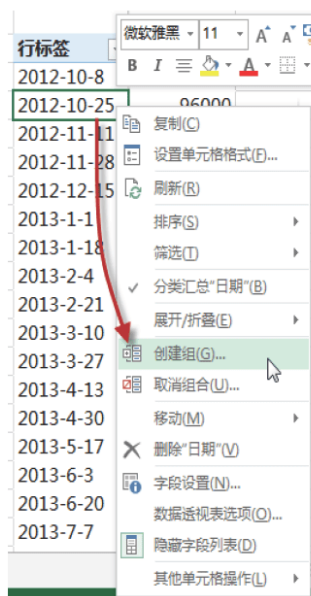 微软雅黑 11 A A
B I A
行标签
2012-10-8
2012-10-25 96000
2012-11-11
2012-11-28
2012-12-15
2013-1-1
2013-1-18
2013-2-4
2013-2-21
2013-3-10
2013-3-27
2013-4-13
2013-4-30
2013-5-17
2013-6-3
2013-6-20
2013-7-7
复制(C)
设置单元格格式(F)...
刷新(R)
排序(S)
筛选(T)
分类汇总"日期"(B)
展开/折叠(E)
创建组(G)...
取消组合(U)...
移动(M)
删除"日期"(V)
字段设置(N)...
数据透视表选项(O)...
隐藏字段列表(D)
其他单元格操作(L)